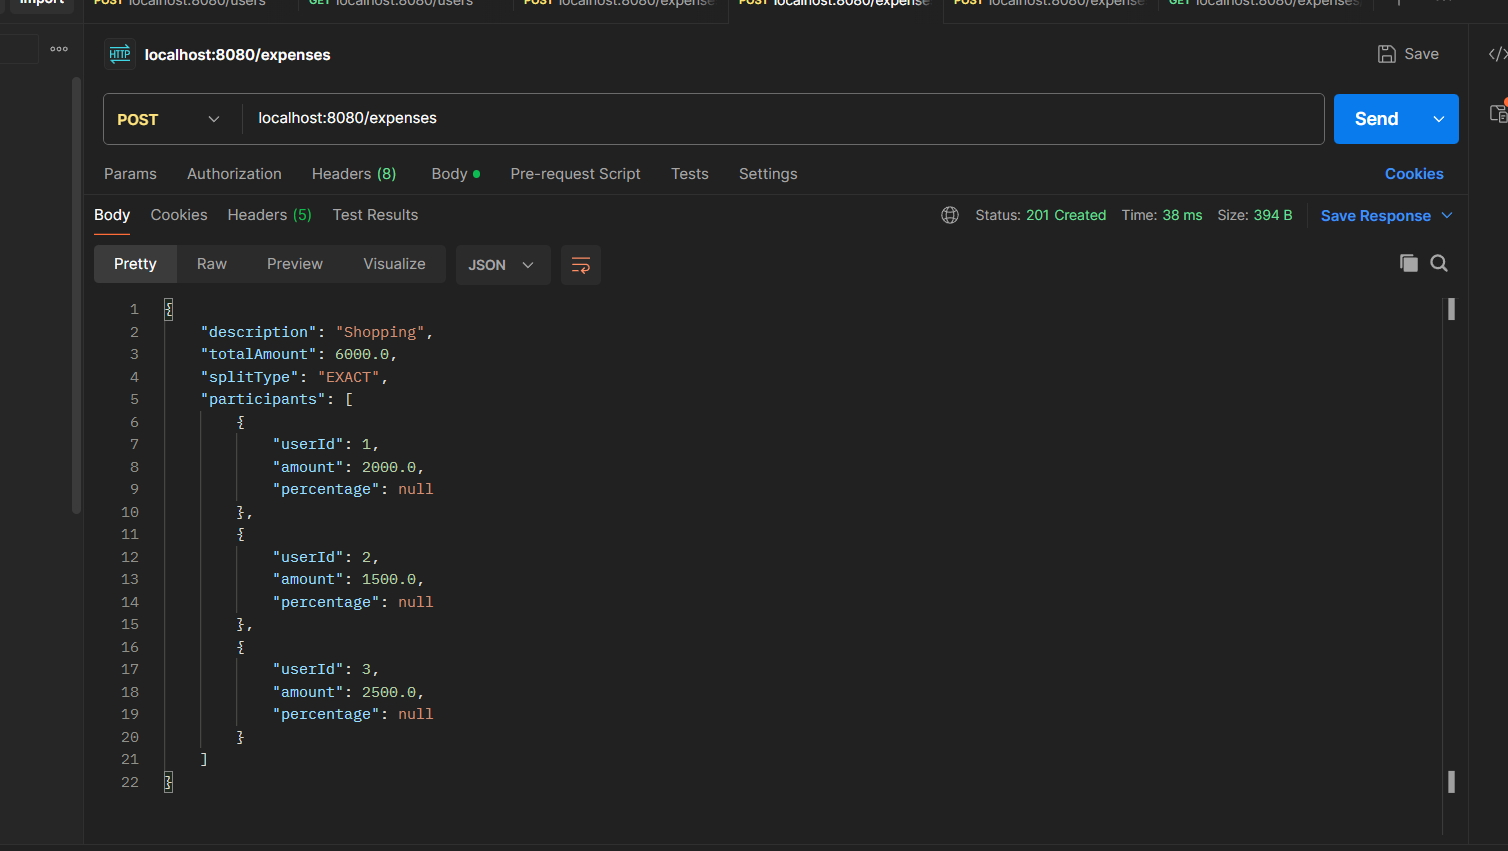 Import
POST localhost:8080/users GET localhost:8080/users POST localhost:8080/expense POST localhost:8080/expense POST localhost:8080/expense GET localhost:8080/expenses
HTTP localhost:8080/expenses Save
POST localhost:8080/expenses Send
Params Authorization Headers (8) Body Pre-request Script Tests Settings Cookies
Body Cookies Headers (5) Test Results Status: 201 Created Time: 38 ms Size: 394 B Save Response
Pretty Raw Preview Visualize JSON
1 {
2 "description": "Shopping",
3 "totalAmount": 6000.0,
4 "splitType": "EXACT",
5 "participants": [
6 {
7 "userId": 1,
8 "amount": 2000.0,
9 "percentage": null
10 },
11 {
12 "userId": 2,
13 "amount": 1500.0,
14 "percentage": null
15 },
16 {
17 "userId": 3,
18 "amount": 2500.0,
19 "percentage": null
20 }
21 ]
22 }